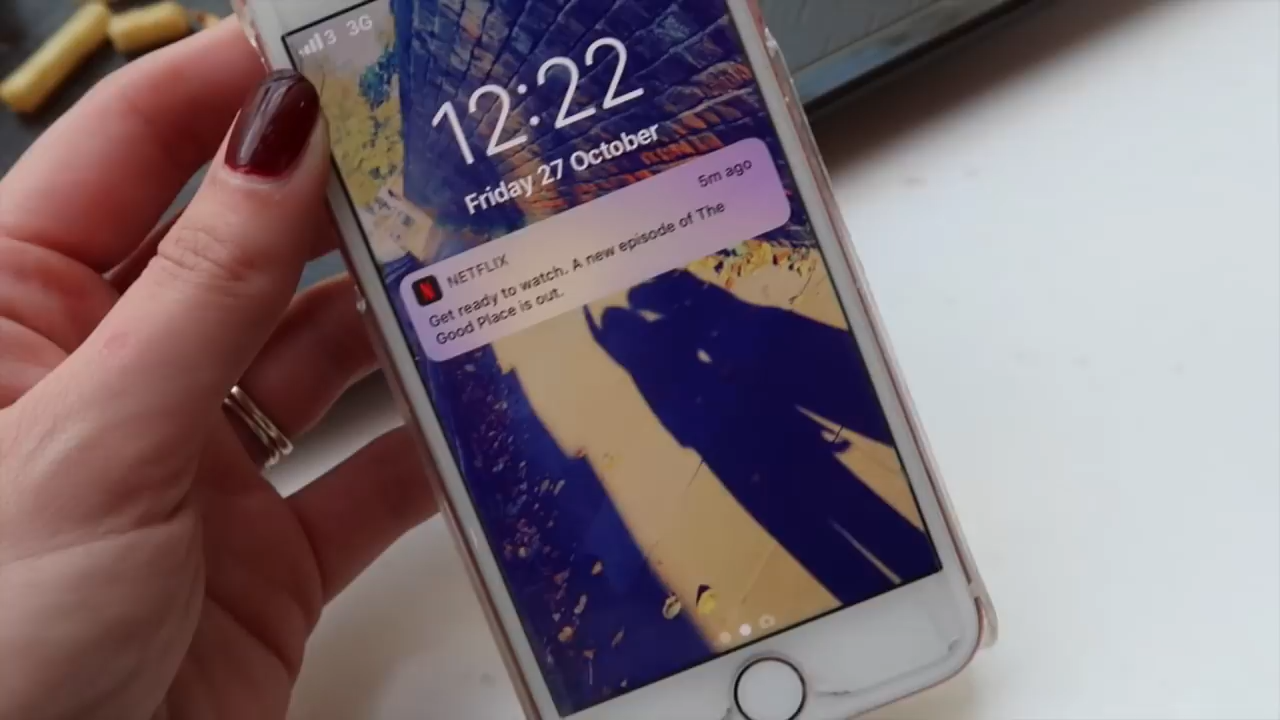 3 3G
12:22
Friday 27 October
NETFLIX
5m ago
Get ready to watch. A new episode of The
Good Place is out.